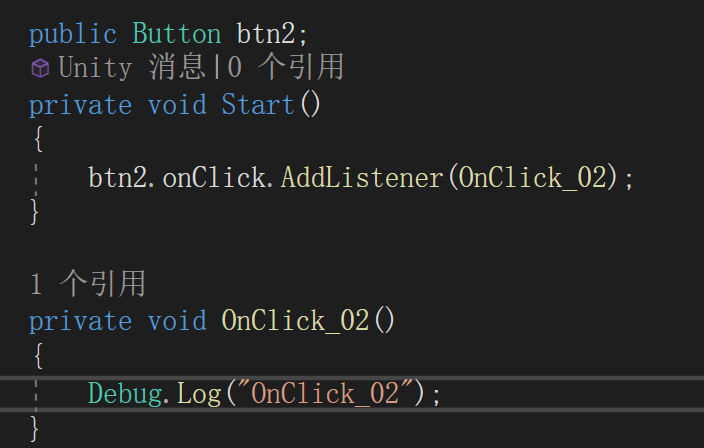 public Button btn2;
Unity 消息|0 个引用
private void Start()
{
btn2.onClick.AddListener(OnClick_02);
}
1 个引用
private void OnClick_02()
{
Debug.Log("OnClick_02");
}